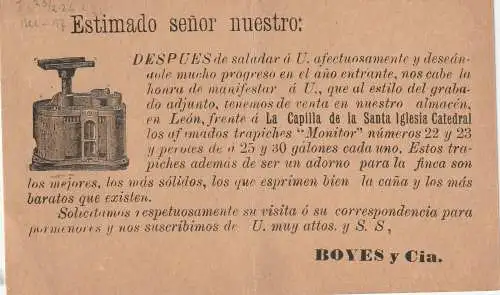 Estimado señor nuestro:
DESPUES de saladar á U. afectuosamente y deseán-
dole mucho progreso en el año entrante, nos cabe la
honra de manifestar á U., que al estilo del graba-
do adjunto, tenemos de venta en nuestro almacén,
en León, frente á La Capilla de la Santa Iglesia Catedral
los afamados trapiches "Monitor" números 22 y 23
y peroles de á 25 y 30 galones cada uno. Estos tra-
piches además de ser un adorno para la finca son
los mejores, los más sólidos, los que esprimen bien la caña y los más
baratos que existen.
Solicitamos respetuosamente su visita ó su correspondencia para
pormenores y nos suscribimos de U. muy attos. y S. S,
BOYES y Cia.